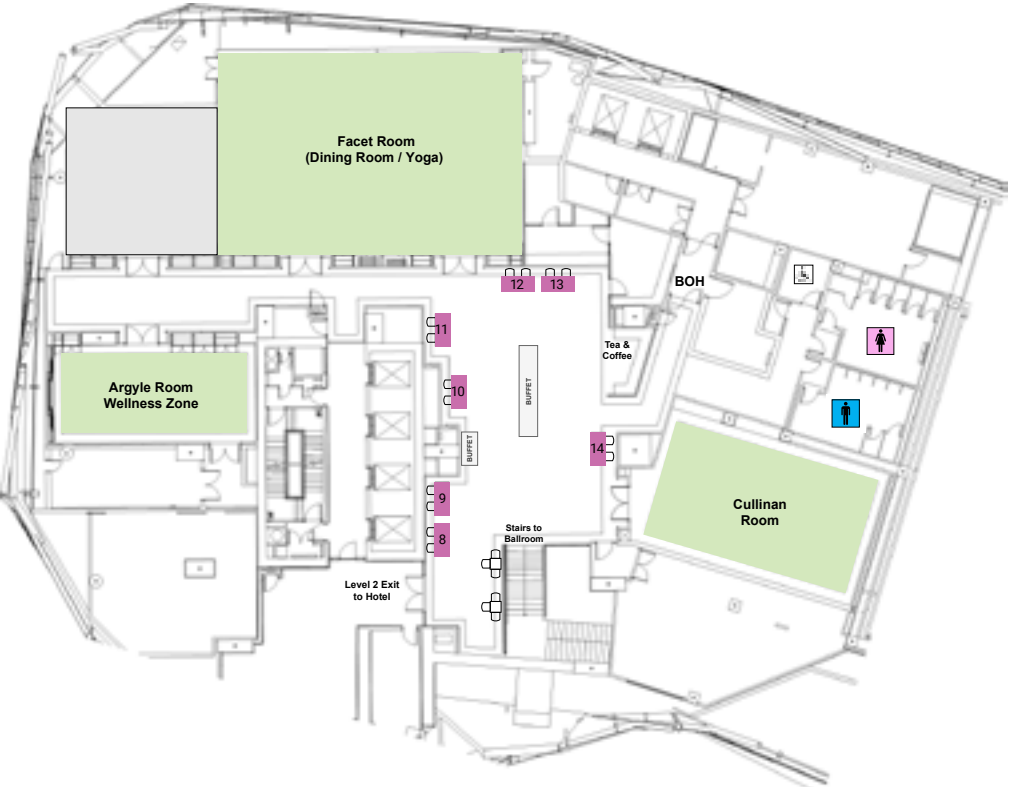 Facet Room
(Dining Room / Yoga)
12
13
BOH
11
Tea &
Coffee
10
BUFFET
Argyle Room
Wellness Zone
14
BUFFET
9
Cullinan
Room
8
Stairs to
Ballroom
Level 2 Exit
to Hotel